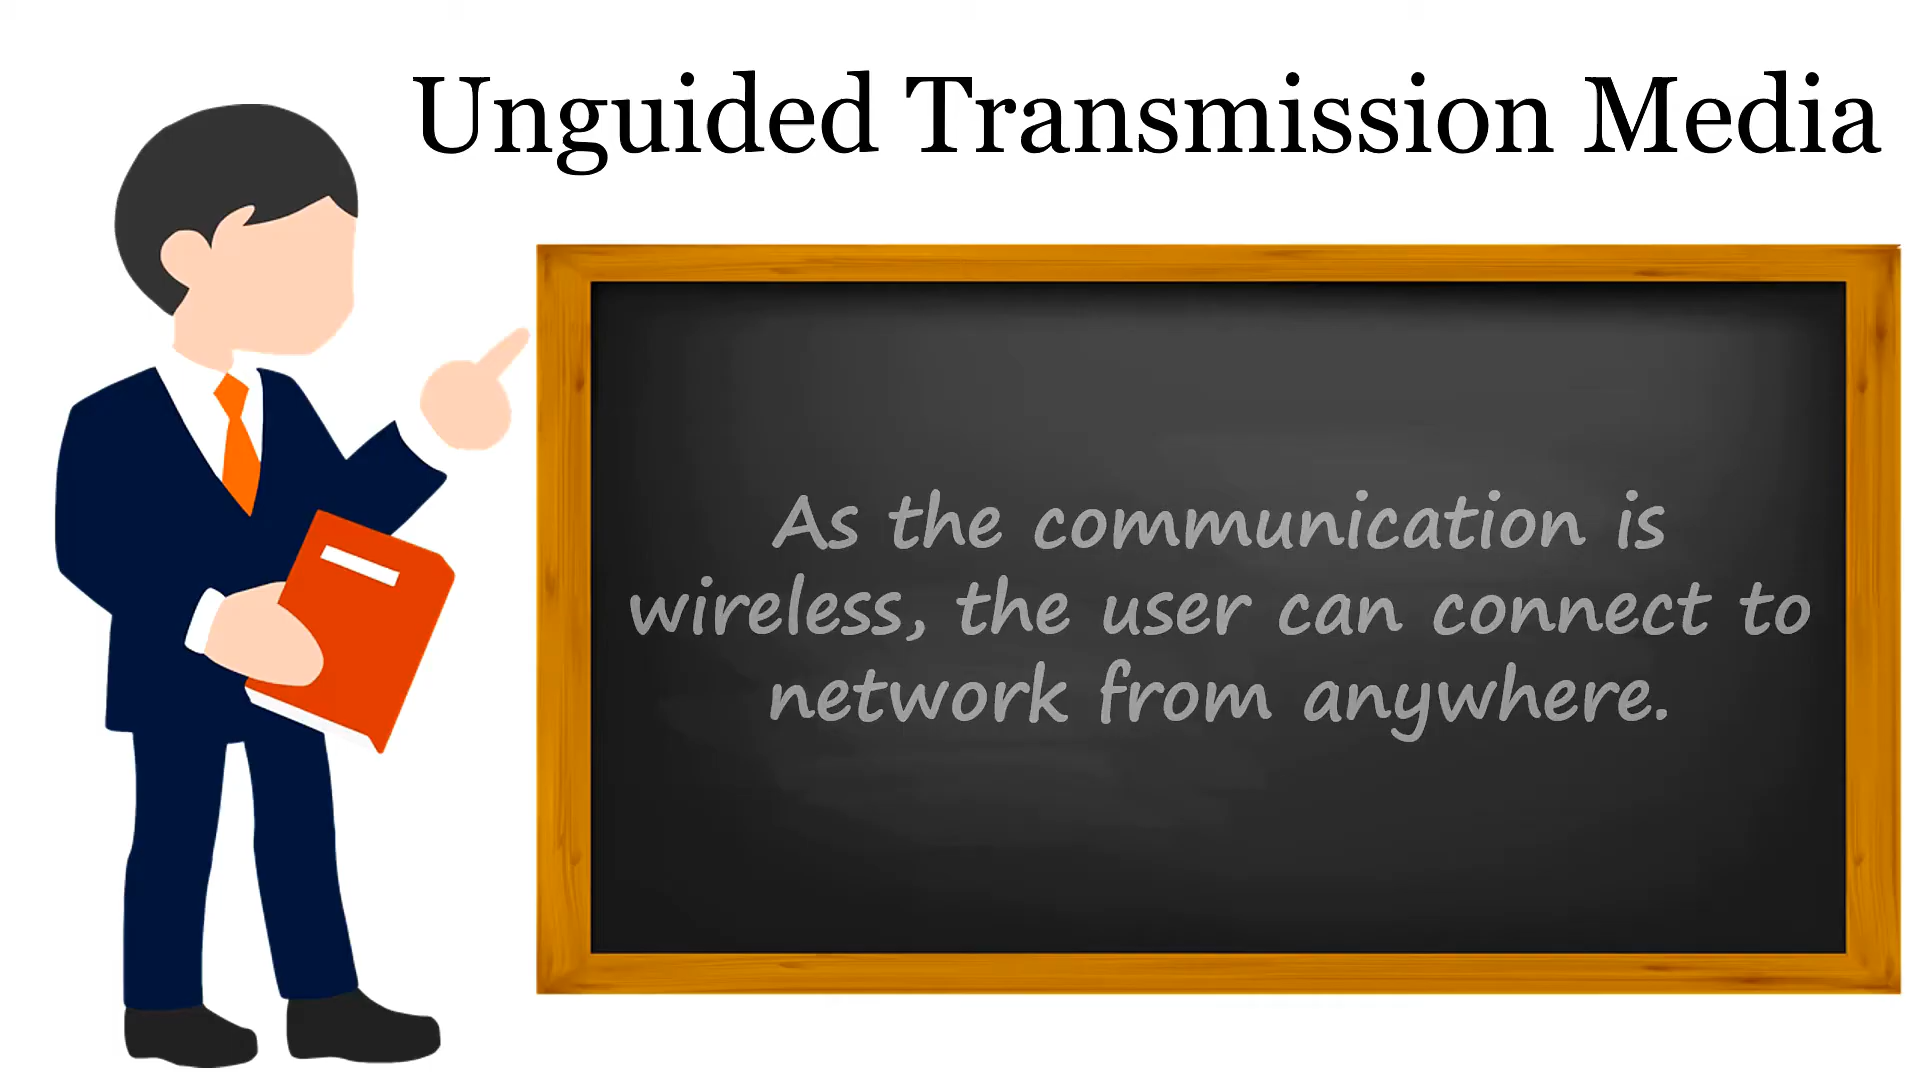 Unguided Transmission Media
As the communication is
wireless, the user can connect to
network from anywhere.